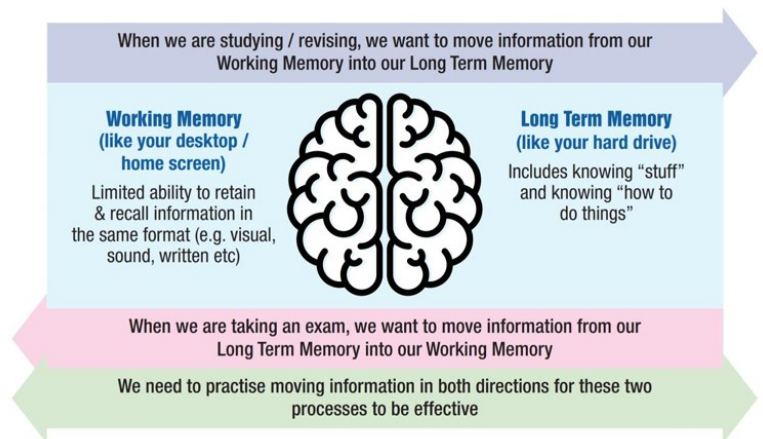 When we are studying / revising, we want to move information from our
Working Memory into our Long Term Memory
Working Memory
(like your desktop /
home screen)
Limited ability to retain
& recall information in
the same format (e.g. visual,
sound, written etc)
Long Term Memory
(like your hard drive)
Includes knowing “stuff”
and knowing “how to
do things”
When we are taking an exam, we want to move information from our
Long Term Memory into our Working Memory
We need to practise moving information in both directions for these two
processes to be effective